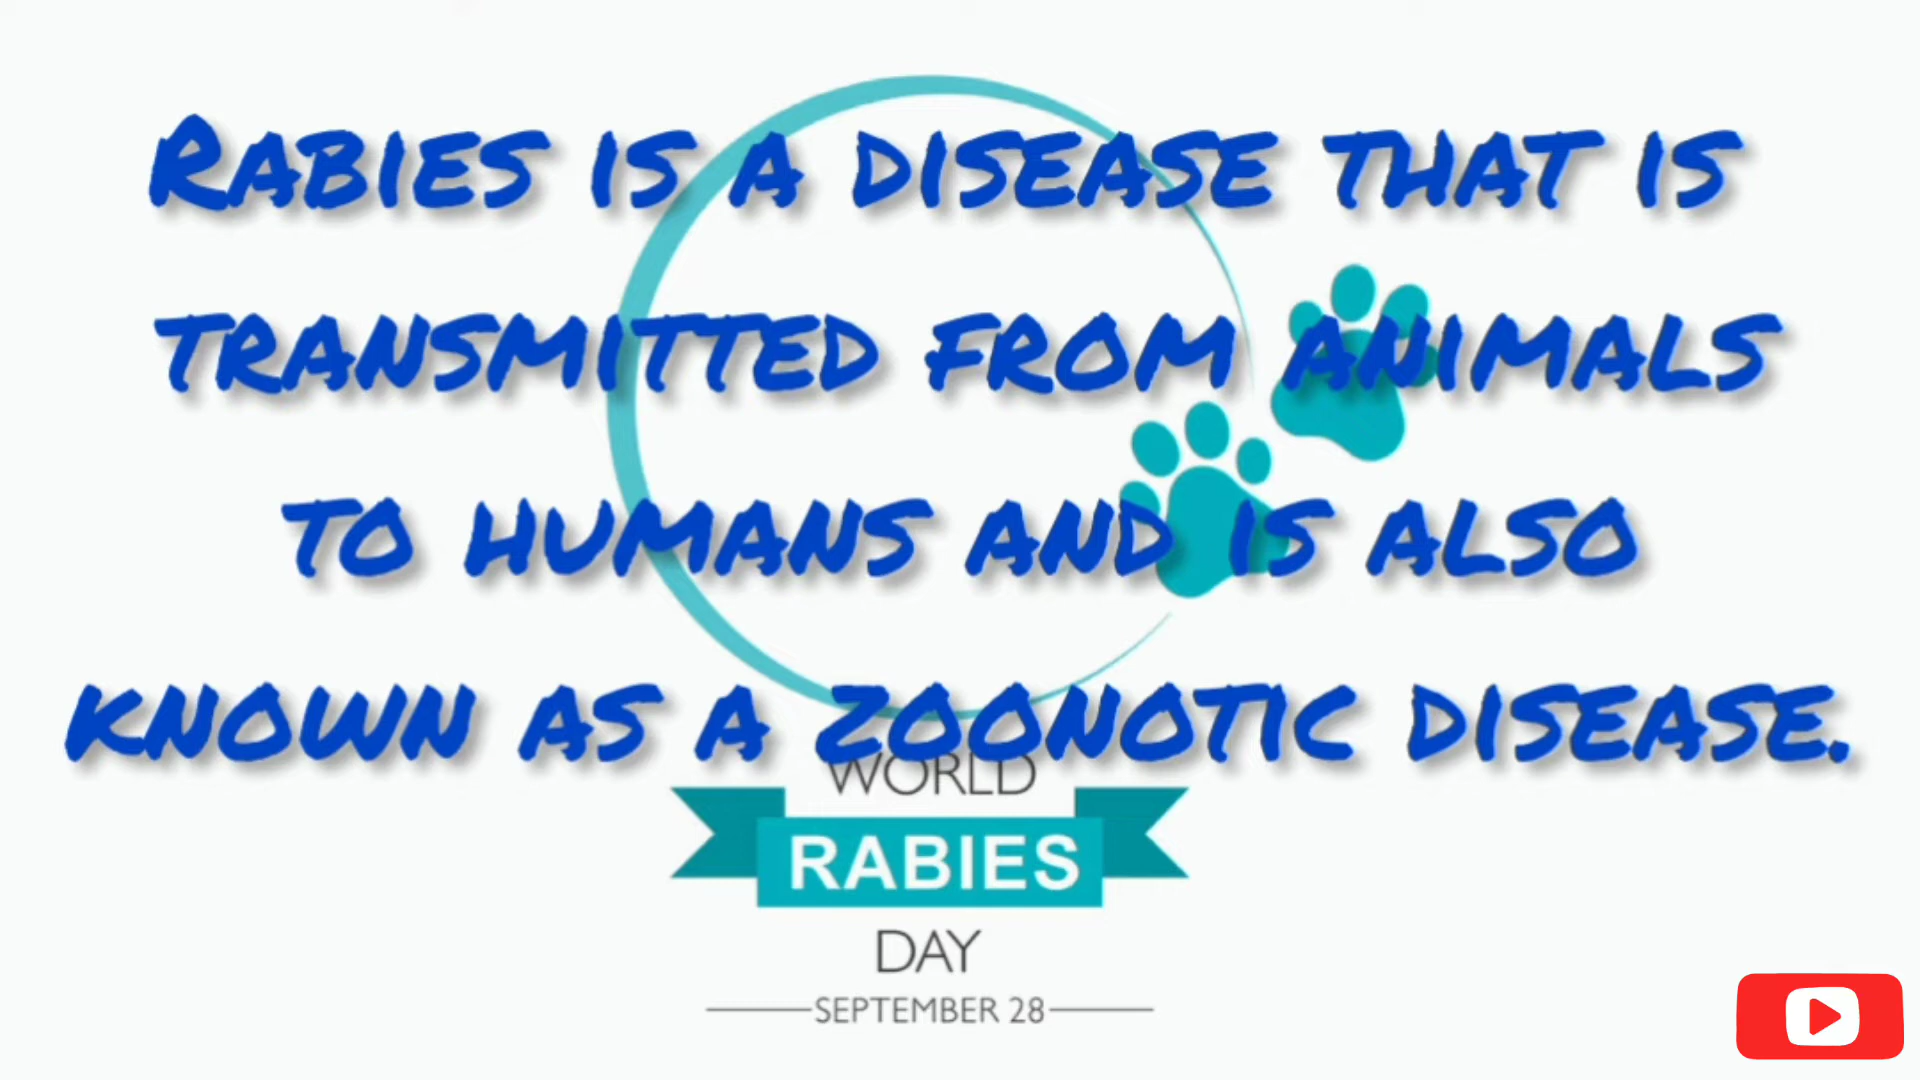 Rabies is a disease that is
transmitted from animals
to humans and is also
known as a zoonotic disease.
WORLD
RABIES
DAY
SEPTEMBER 28